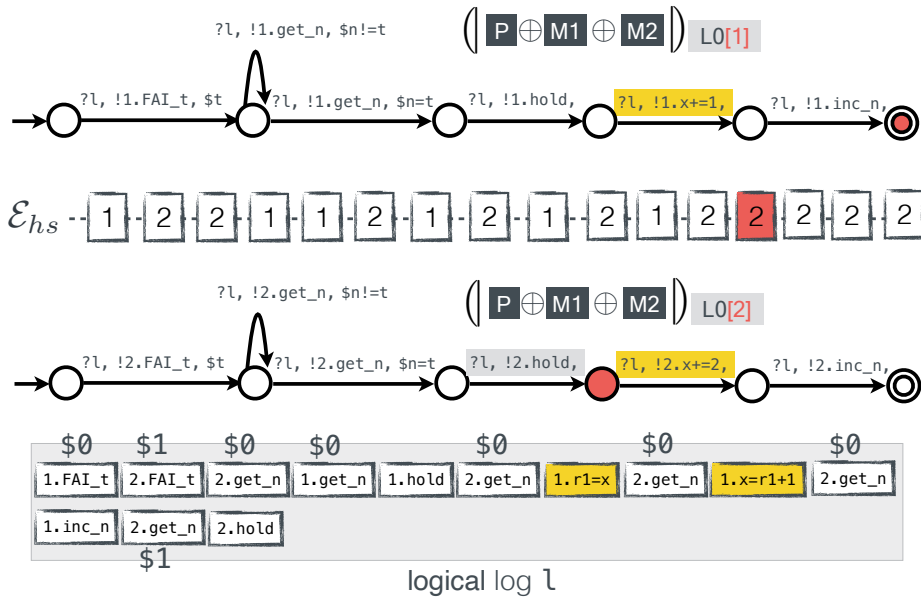 ?l, !1.get_n, $n!=t
(| P ⊕ M1 ⊕ M2 |) L0[1]
?l, !1.FAI_t, $t
?l, !1.get_n, $n=t
?l, !1.hold,
?l, !1.x+=1,
?l, !1.inc_n,
ℰhs 1 2 2 1 1 2 1 2 1 2 1 2 2 2 2 2
?l, !2.get_n, $n!=t
(| P ⊕ M1 ⊕ M2 |) L0[2]
?l, !2.FAI_t, $t
?l, !2.get_n, $n=t
?l, !2.hold,
?l, !2.x+=2,
?l, !2.inc_n,
$0 $1 $0 $0 $0 $0 $0
1.FAI_t 2.FAI_t 2.get_n 1.get_n 1.hold 2.get_n 1.r1=x 2.get_n 1.x=r1+1 2.get_n
1.inc_n 2.get_n 2.hold
$1
logical log l